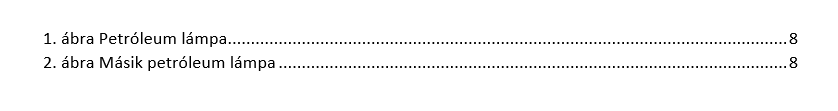 1. ábra Petróleum lámpa........................................................................................................................8
2. ábra Másik petróleum lámpa .............................................................................................................8